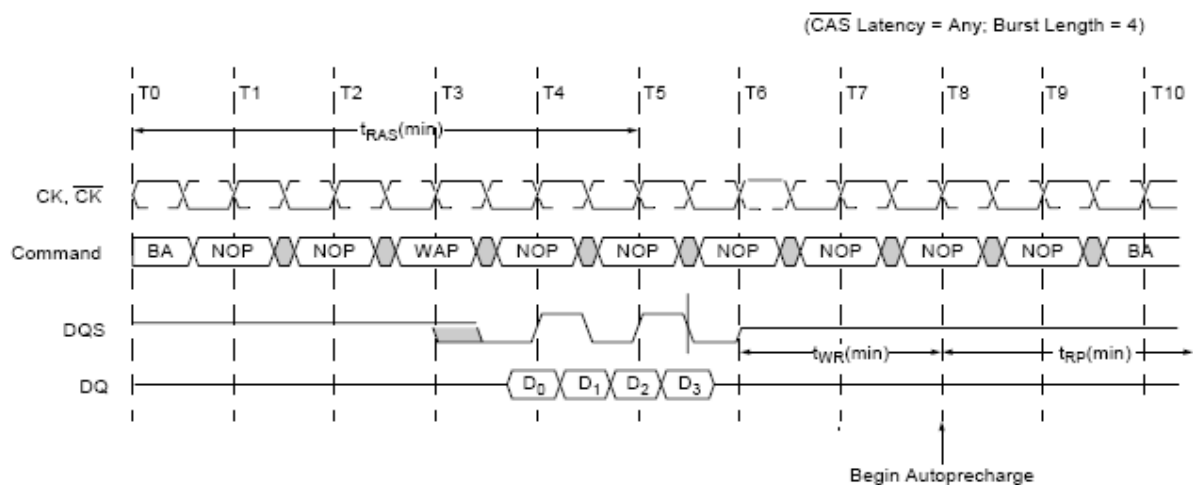 (CAS Latency = Any; Burst Length = 4)
T0 T1 T2 T3 T4 T5 T6 T7 T8 T9 T10
tRAS(min)
CK, CK
Command BA NOP NOP WAP NOP NOP NOP NOP NOP NOP BA
DQS
tWR(min) tRP(min)
DQ D0 D1 D2 D3
Begin Autoprecharge